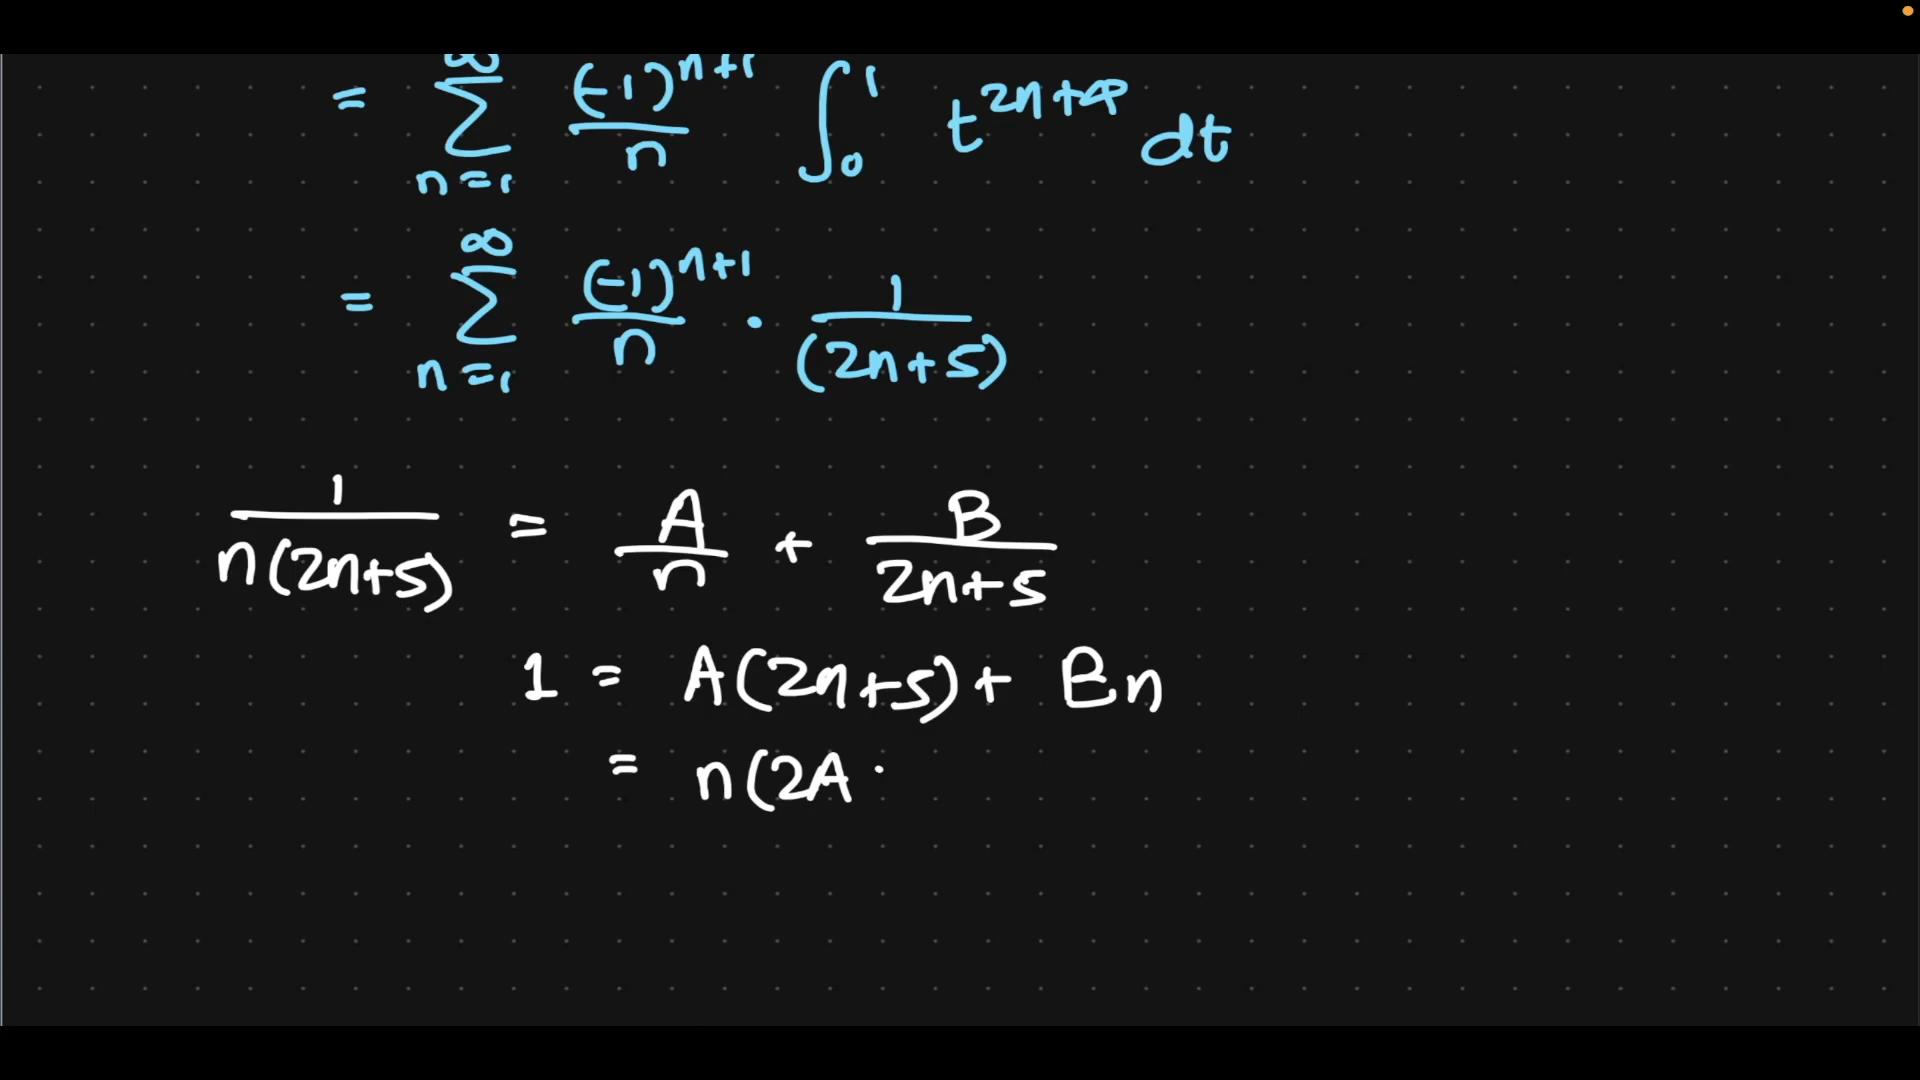 = ∞ Σ n=1 (-1)^{n+1} / n ∫_0^1 t^{2n+4} dt
= ∞ Σ n=1 (-1)^{n+1} / n · 1 / (2n+5)
1 / n(2n+5) = A / n + B / 2n+5
1 = A(2n+5) + Bn
= n(2A ·